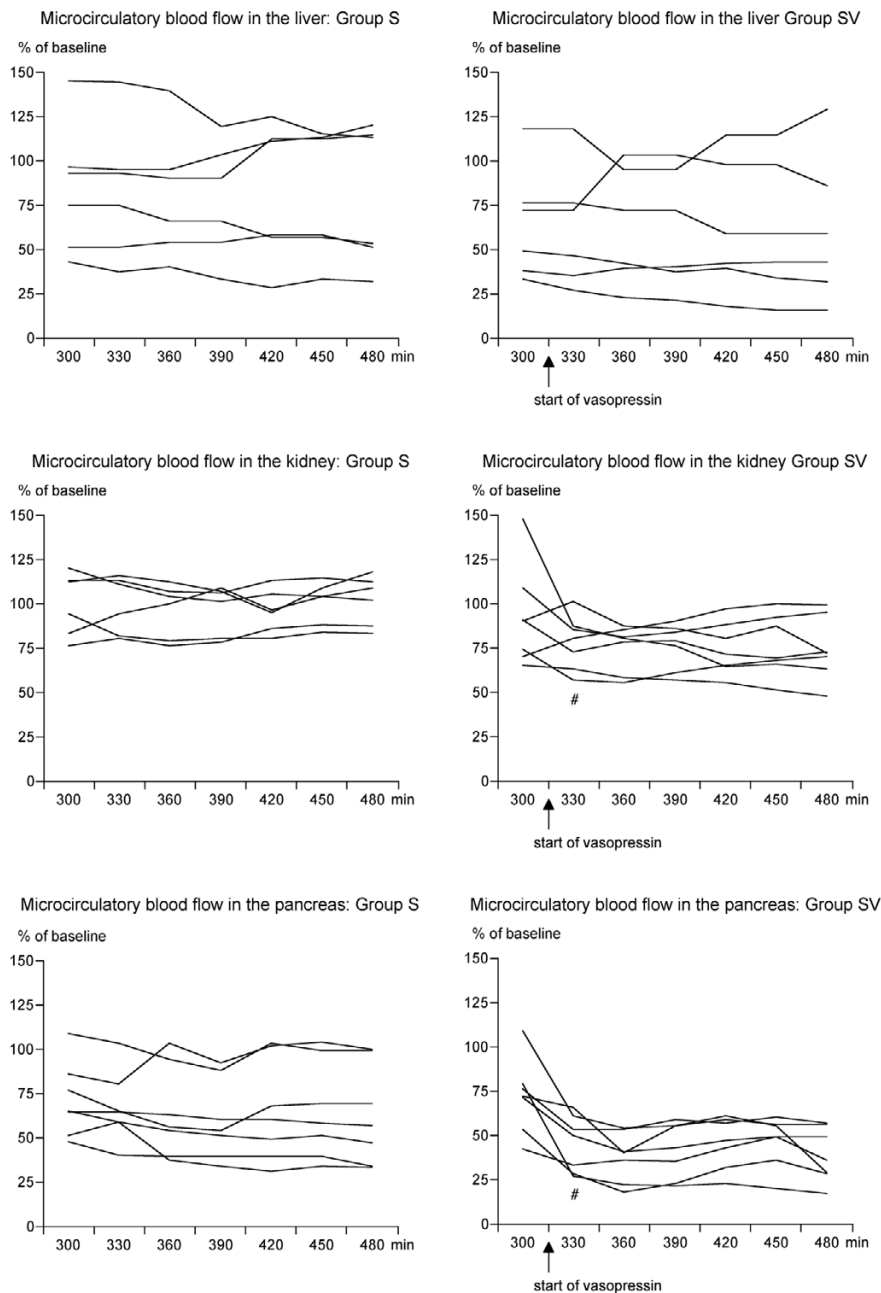 Microcirculatory blood flow in the liver: Group S
% of baseline
150
125
100
75
50
25
0
300 330 360 390 420 450 480 min
Microcirculatory blood flow in the liver Group SV
% of baseline
150
125
100
75
50
25
0
300 330 360 390 420 450 480 min
start of vasopressin
Microcirculatory blood flow in the kidney: Group S
% of baseline
150
125
100
75
50
25
0
300 330 360 390 420 450 480 min
Microcirculatory blood flow in the kidney Group SV
% of baseline
150
125
100
75
50
25
0
#
300 330 360 390 420 450 480 min
start of vasopressin
Microcirculatory blood flow in the pancreas: Group S
% of baseline
150
125
100
75
50
25
0
300 330 360 390 420 450 480 min
Microcirculatory blood flow in the pancreas: Group SV
% of baseline
150
125
100
75
50
25
0
#
300 330 360 390 420 450 480 min
start of vasopressin